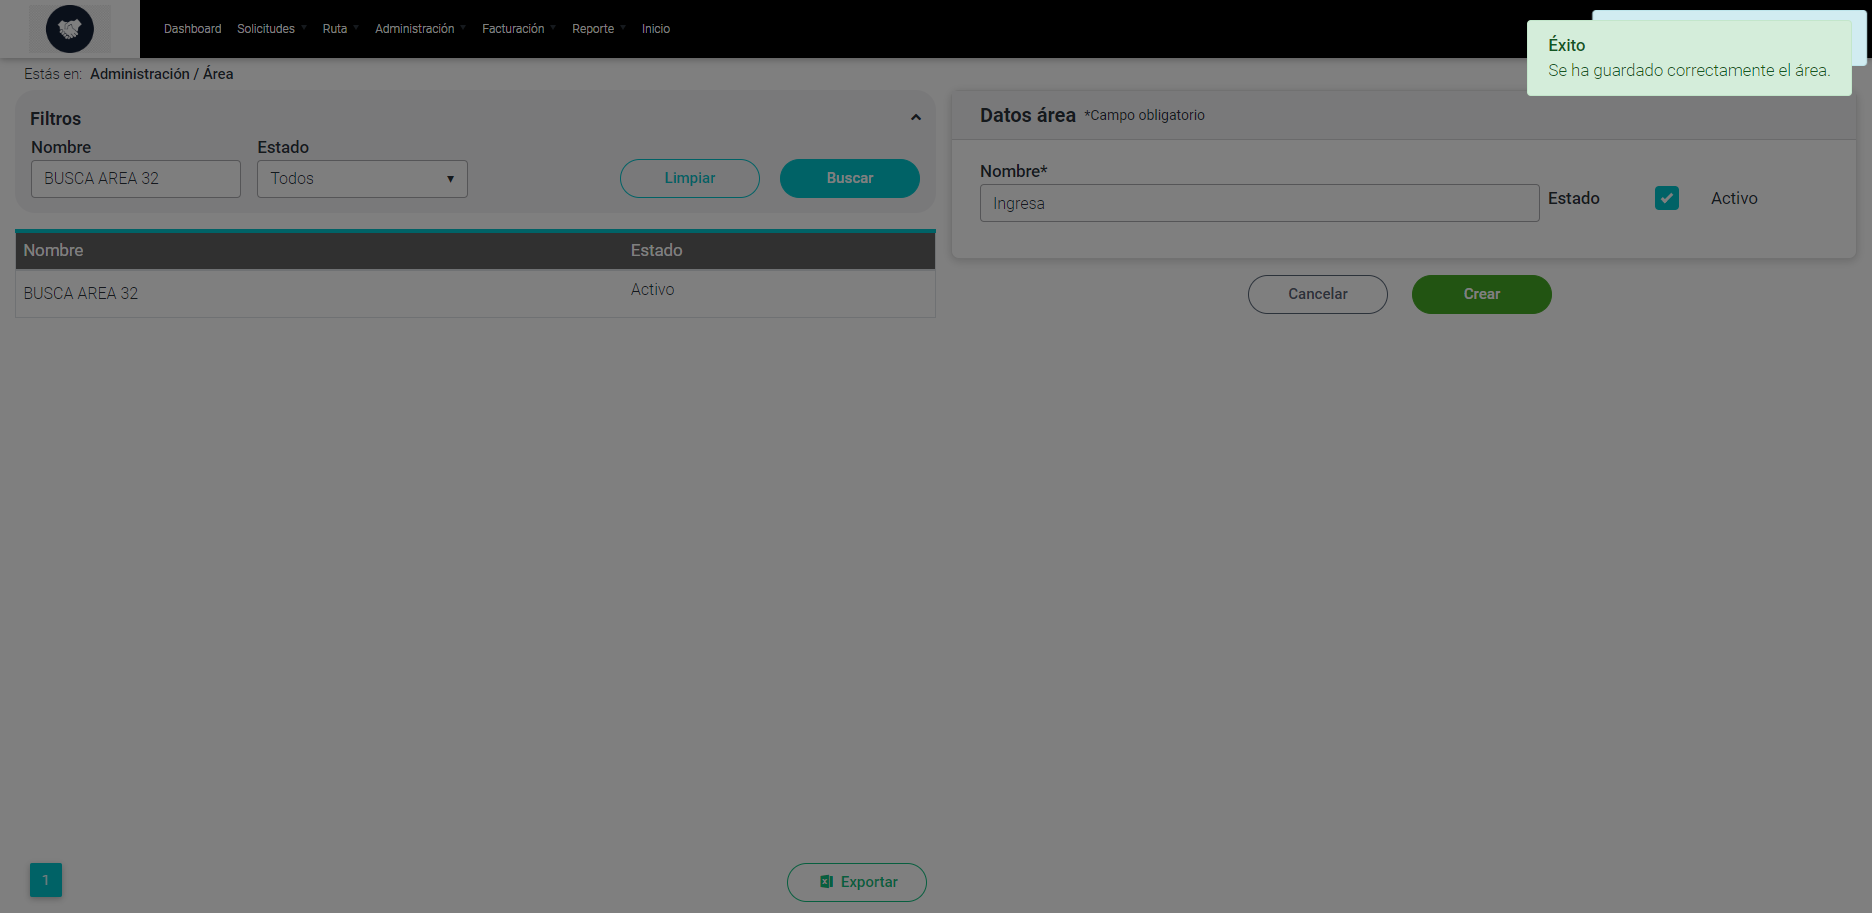 Dashboard Solicitudes Ruta Administración Facturación Reporte Inicio
Éxito
Se ha guardado correctamente el área.
Estás en: Administración / Área
Filtros
Nombre Estado
BUSCA AREA 32 Todos Limpiar Buscar
Nombre Estado
BUSCA AREA 32 Activo
Datos área *Campo obligatorio
Nombre*
Ingresa Estado Activo
Cancelar Crear
1 Exportar